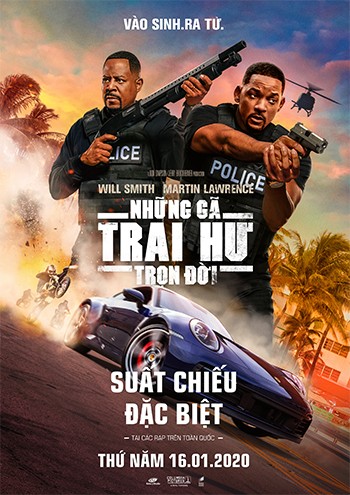 VÀO SINH.RA TỬ.
POLICE
POLICE
WILL SMITH MARTIN LAWRENCE
NHỮNG GÃ
TRAI HƯ
TRỌN ĐỜI
SUẤT CHIẾU
ĐẶC BIỆT
TẠI CÁC RẠP TRÊN TOÀN QUỐC
THỨ NĂM 16.01.2020